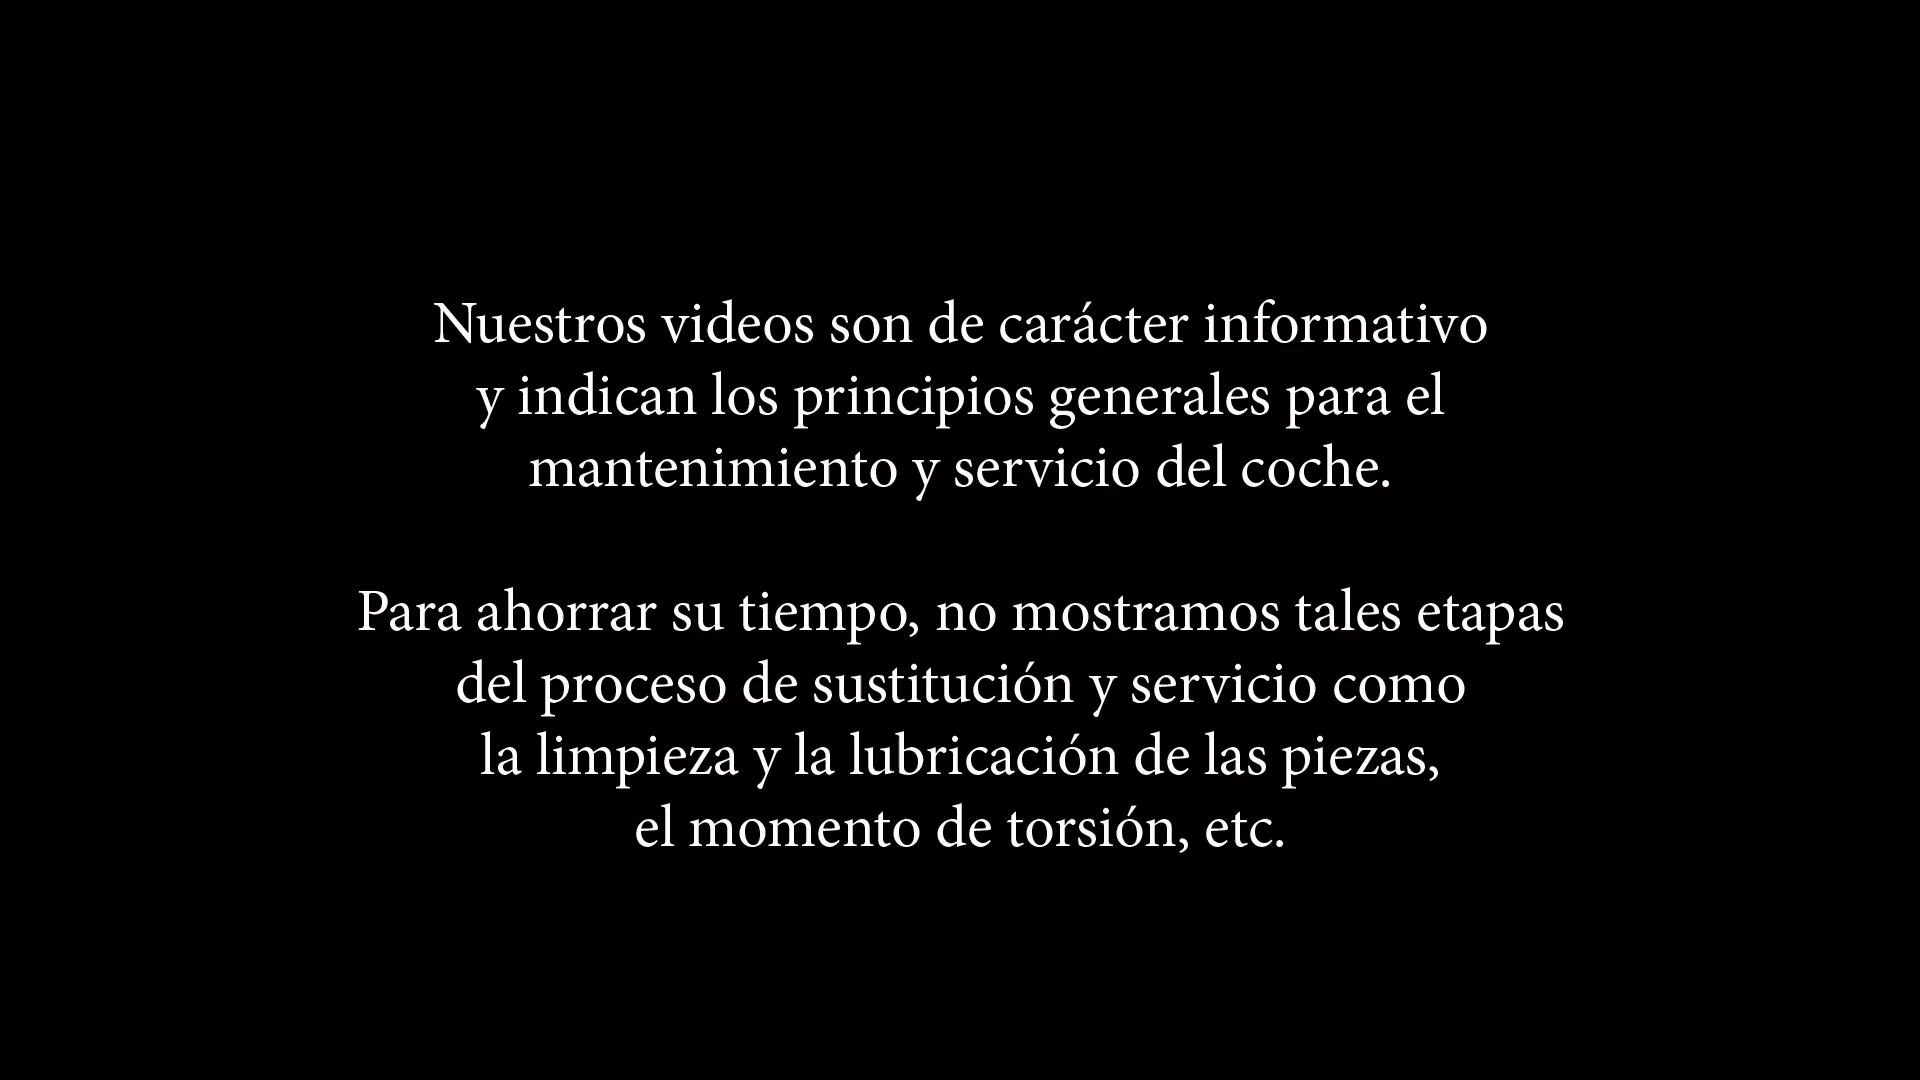 Nuestros videos son de carácter informativo
y indican los principios generales para el
mantenimiento y servicio del coche.
Para ahorrar su tiempo, no mostramos tales etapas
del proceso de sustitución y servicio como
la limpieza y la lubricación de las piezas,
el momento de torsión, etc.